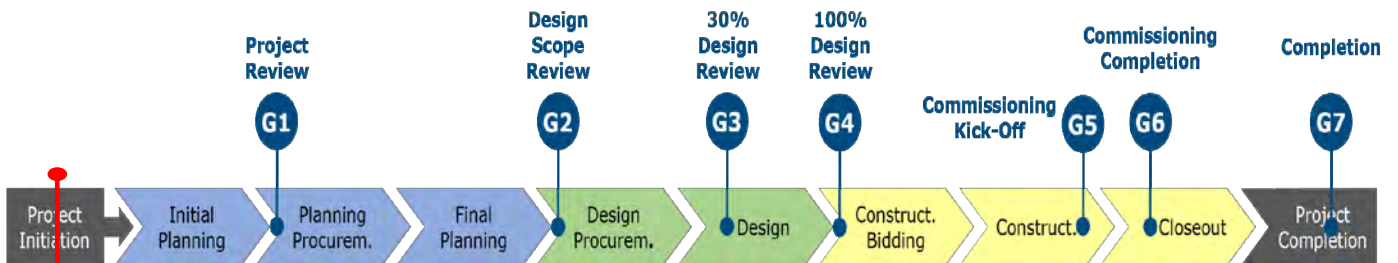 Project
Review
G1
Design
Scope
Review
G2
30%
Design
Review
G3
100%
Design
Review
G4
Commissioning
Kick-Off
G5
Commissioning
Completion
G6
Completion
G7
Project
Initiation
Initial
Planning
Planning
Procurem.
Final
Planning
Design
Procurem.
Design
Construct.
Bidding
Construct.
Closeout
Project
Completion